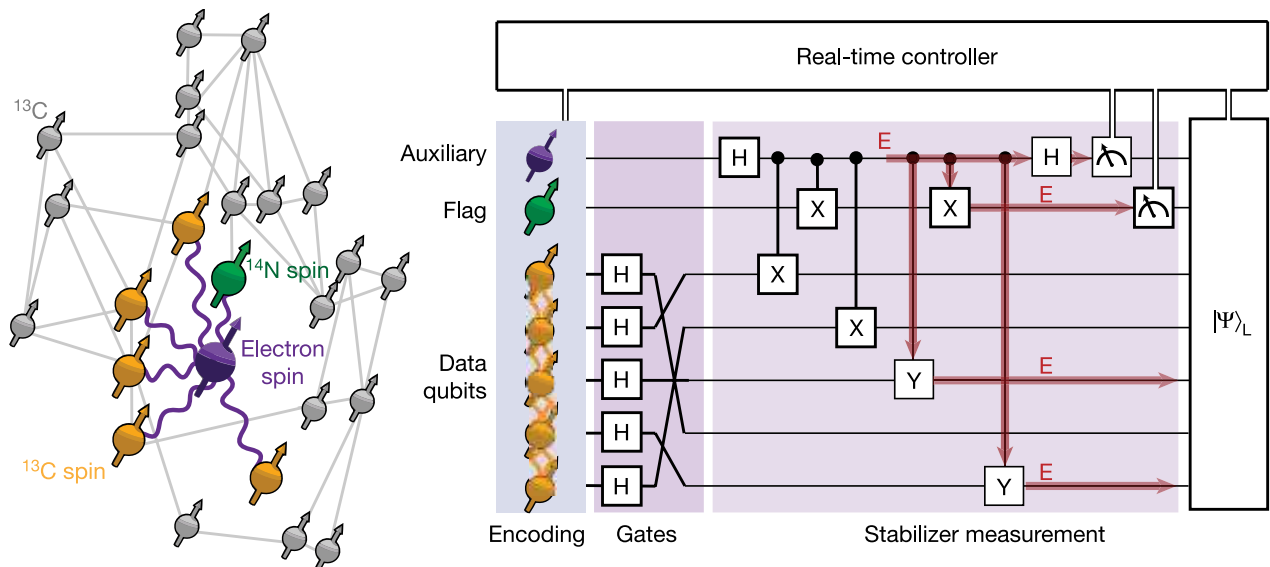 ¹³C
¹⁴N spin
Electron
spin
¹³C spin
Real-time controller
Auxiliary
Flag
Data
qubits
H
E
H
X
X
E
X
X
H
H
H
H
H
Y
E
Y
E
|Ψ⟩L
Encoding
Gates
Stabilizer measurement